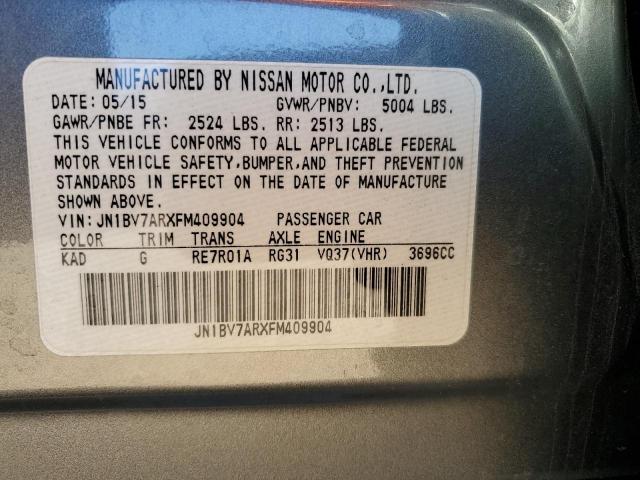 MANUFACTURED BY NISSAN MOTOR CO.,LTD.
DATE: 05/15 GVWR/PNBV: 5004 LBS.
GAWR/PNBE FR: 2524 LBS. RR: 2513 LBS.
THIS VEHICLE CONFORMS TO ALL APPLICABLE FEDERAL
MOTOR VEHICLE SAFETY,BUMPER,AND THEFT PREVENTION
STANDARDS IN EFFECT ON THE DATE OF MANUFACTURE
SHOWN ABOVE.
VIN: JN1BV7ARXFM409904 PASSENGER CAR
COLOR TRIM TRANS AXLE ENGINE
KAD G RE7R01A RG31 VQ37(VHR) 3696CC
JN1BV7ARXFM409904